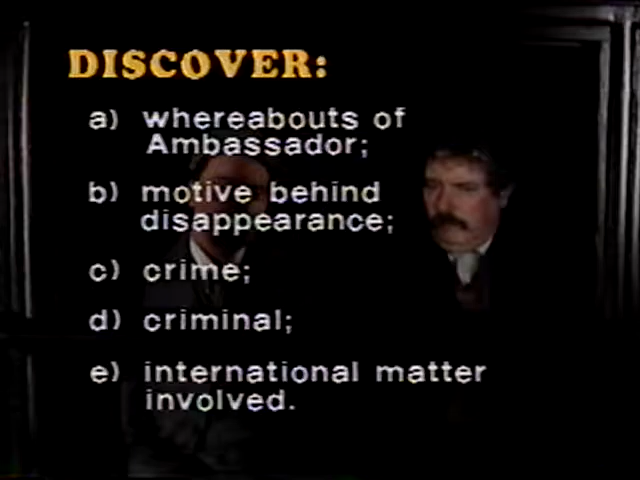 DISCOVER:
a) whereabouts of
Ambassador;
b) motive behind
disappearance;
c) crime;
d) criminal;
e) international matter
involved.